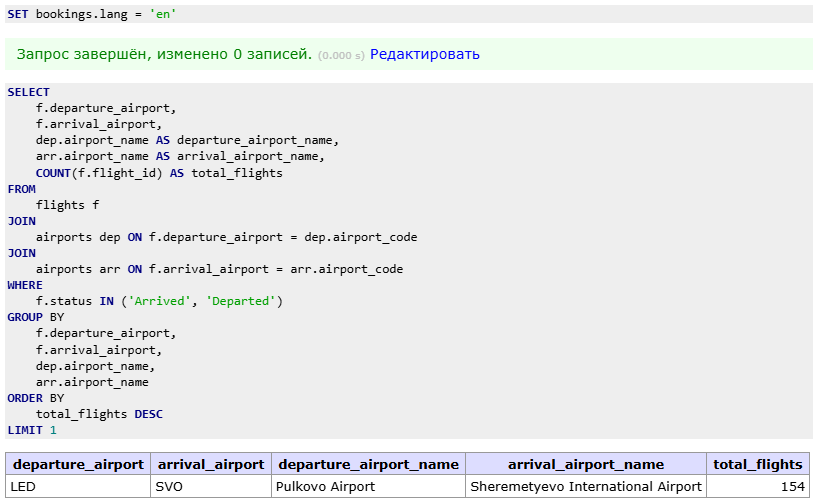 SET bookings.lang = 'en'
Запрос завершён, изменено 0 записей. (0.000 s) Редактировать
SELECT
    f.departure_airport,
    f.arrival_airport,
    dep.airport_name AS departure_airport_name,
    arr.airport_name AS arrival_airport_name,
    COUNT(f.flight_id) AS total_flights
FROM
    flights f
JOIN
    airports dep ON f.departure_airport = dep.airport_code
JOIN
    airports arr ON f.arrival_airport = arr.airport_code
WHERE
    f.status IN ('Arrived', 'Departed')
GROUP BY
    f.departure_airport,
    f.arrival_airport,
    dep.airport_name,
    arr.airport_name
ORDER BY
    total_flights DESC
LIMIT 1
departure_airport arrival_airport departure_airport_name arrival_airport_name total_flights
LED SVO Pulkovo Airport Sheremetyevo International Airport 154